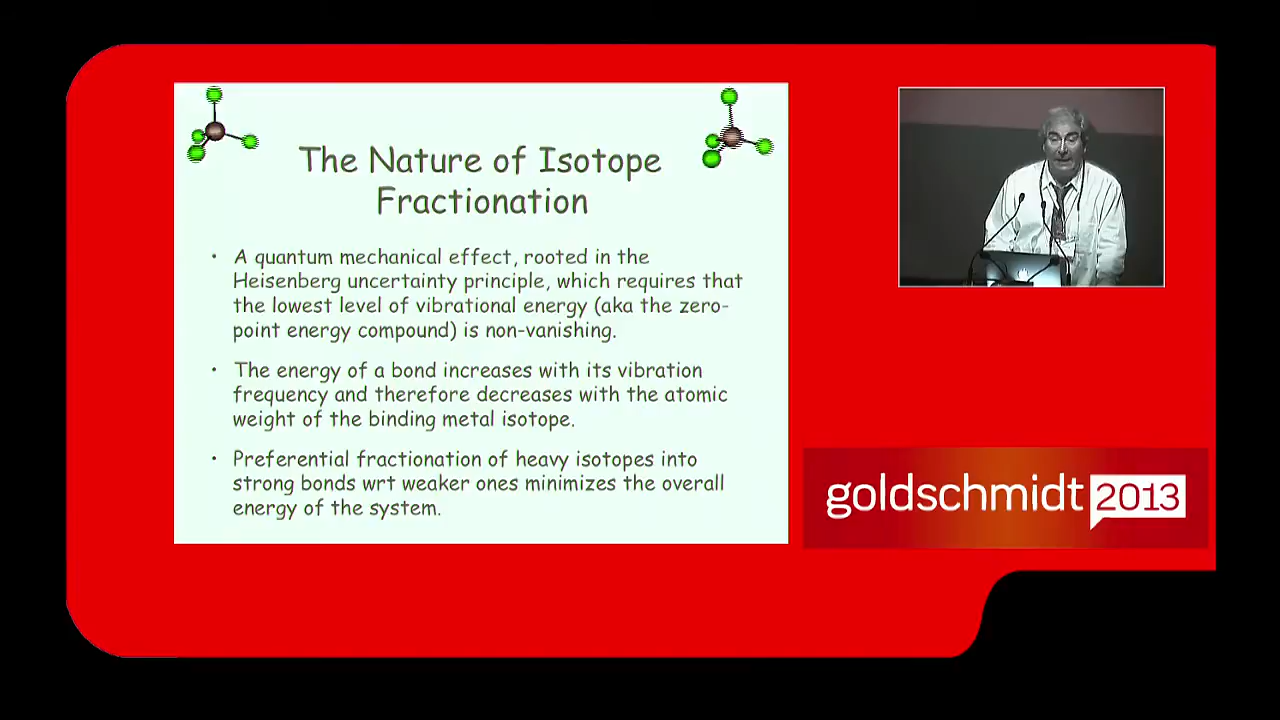 The Nature of Isotope
Fractionation
• A quantum mechanical effect, rooted in the
Heisenberg uncertainty principle, which requires that
the lowest level of vibrational energy (aka the zero-
point energy compound) is non-vanishing.
• The energy of a bond increases with its vibration
frequency and therefore decreases with the atomic
weight of the binding metal isotope.
• Preferential fractionation of heavy isotopes into
strong bonds wrt weaker ones minimizes the overall
energy of the system.
goldschmidt 2013